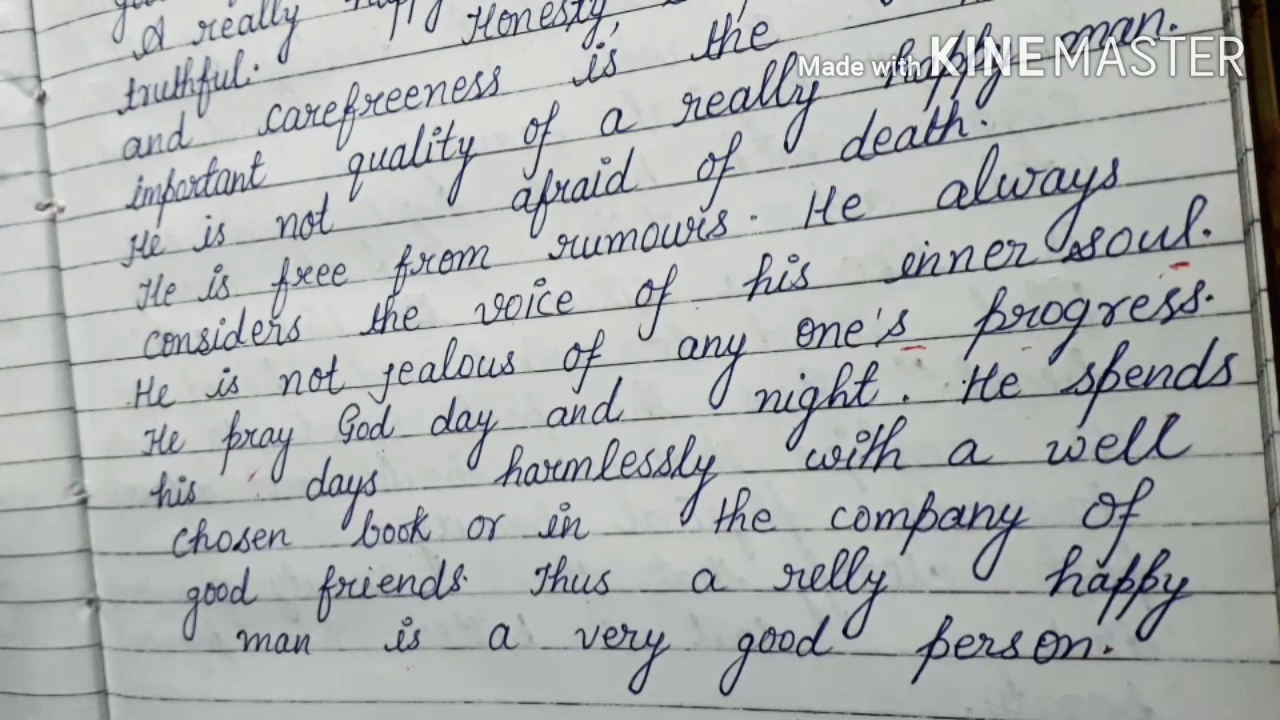 A really happy
truthful. Honesty,
and carefreeness is the
important quality of a really happy man.
He is not afraid of death.
He is free from rumours. He always
considers the voice of his inner soul.
He is not jealous of any one's progress.
He pray God day and night. He spends
his days harmlessly with a well
chosen book or in the company of
good friends. Thus a relly happy
man is a very good person.
Made with KINEMASTER